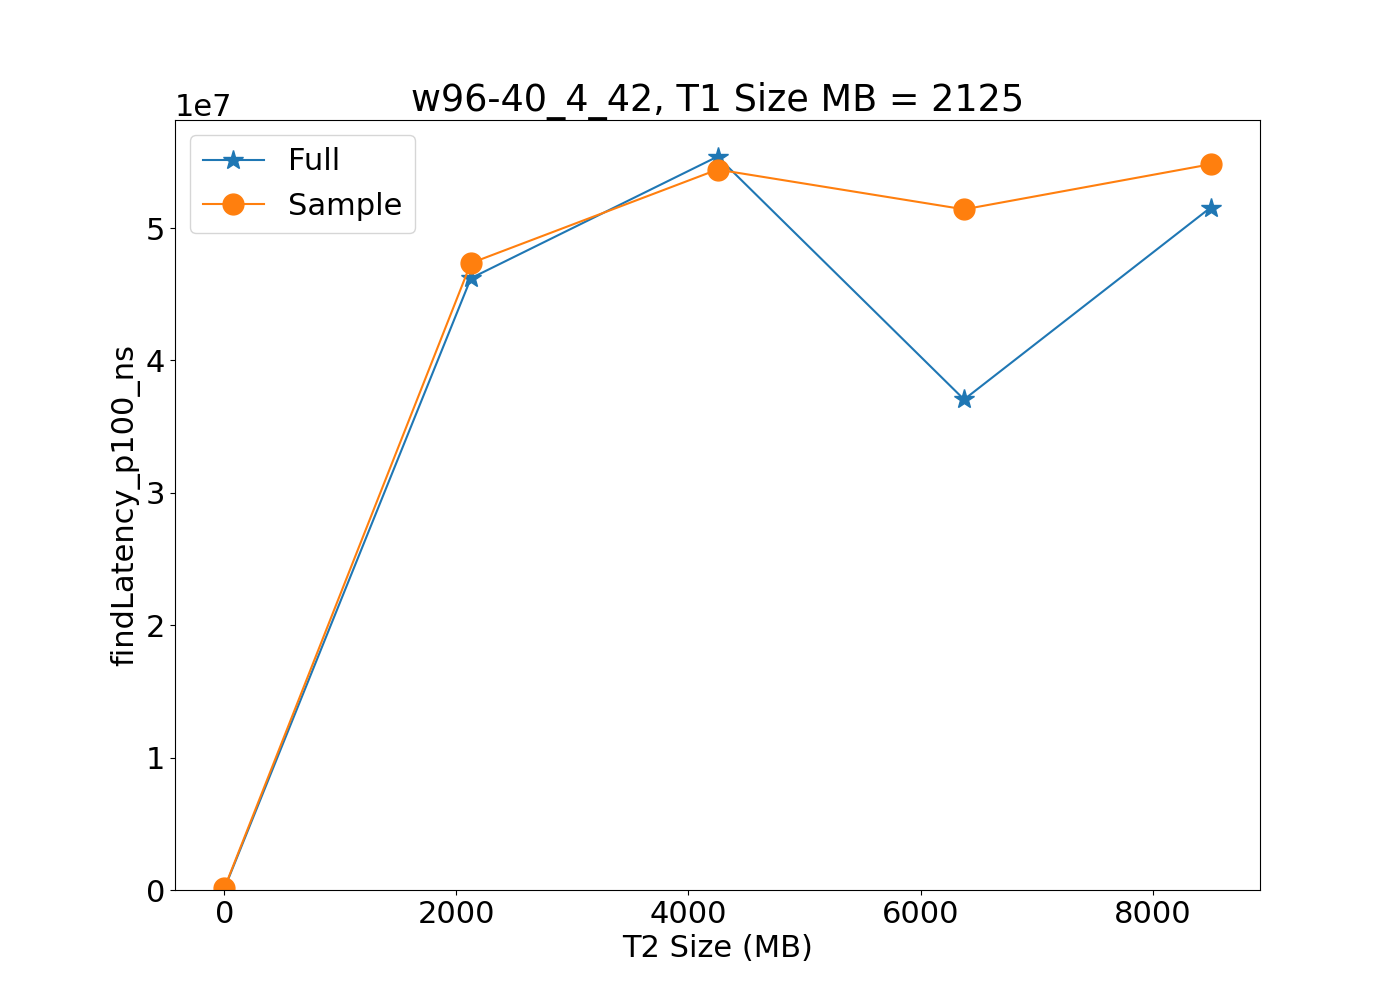 w96-40_4_42, T1 Size MB = 2125
1e7
Full
Sample
5
4
3
2
1
0
findLatency_p100_ns
0 2000 4000 6000 8000
T2 Size (MB)